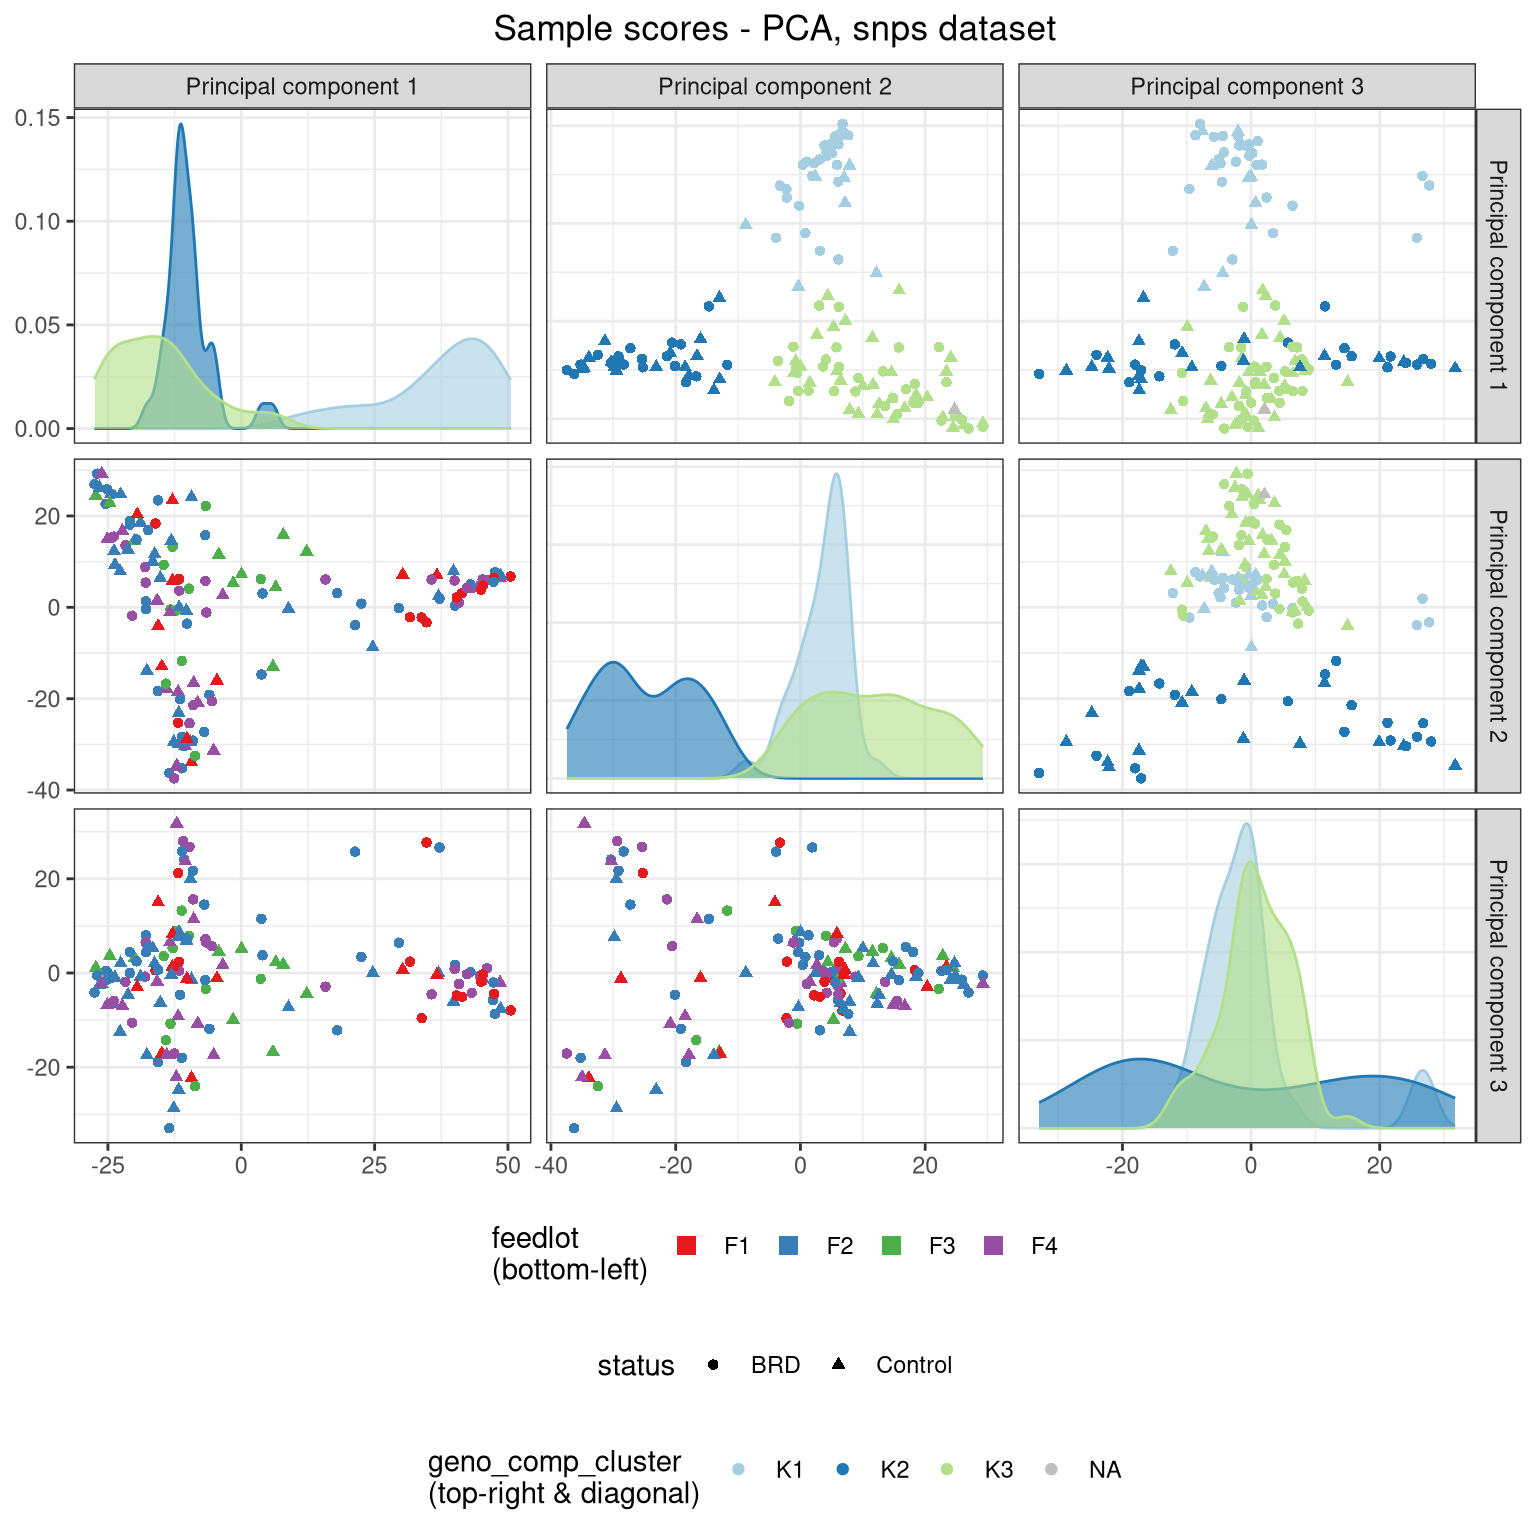 Sample scores - PCA, snps dataset
Principal component 1
Principal component 2
Principal component 3
0.15
0.10
0.05
0.00
Principal component 1
20
0
-20
-40
Principal component 2
20
0
-20
Principal component 3
-25
0
25
50
-40
-20
0
20
-20
0
20
feedlot
(bottom-left)
F1
F2
F3
F4
status
BRD
Control
geno_comp_cluster
(top-right & diagonal)
K1
K2
K3
NA